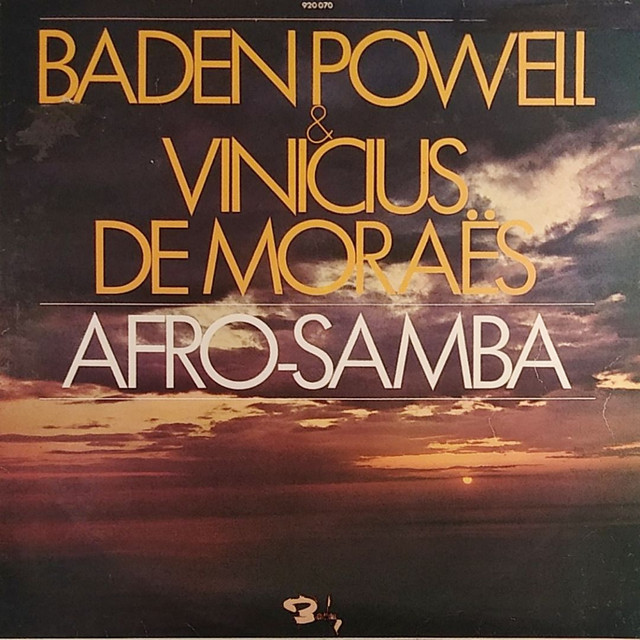 920 070
BADEN POWELL
&
VINICIUS
DE MORAËS
AFRO-SAMBA